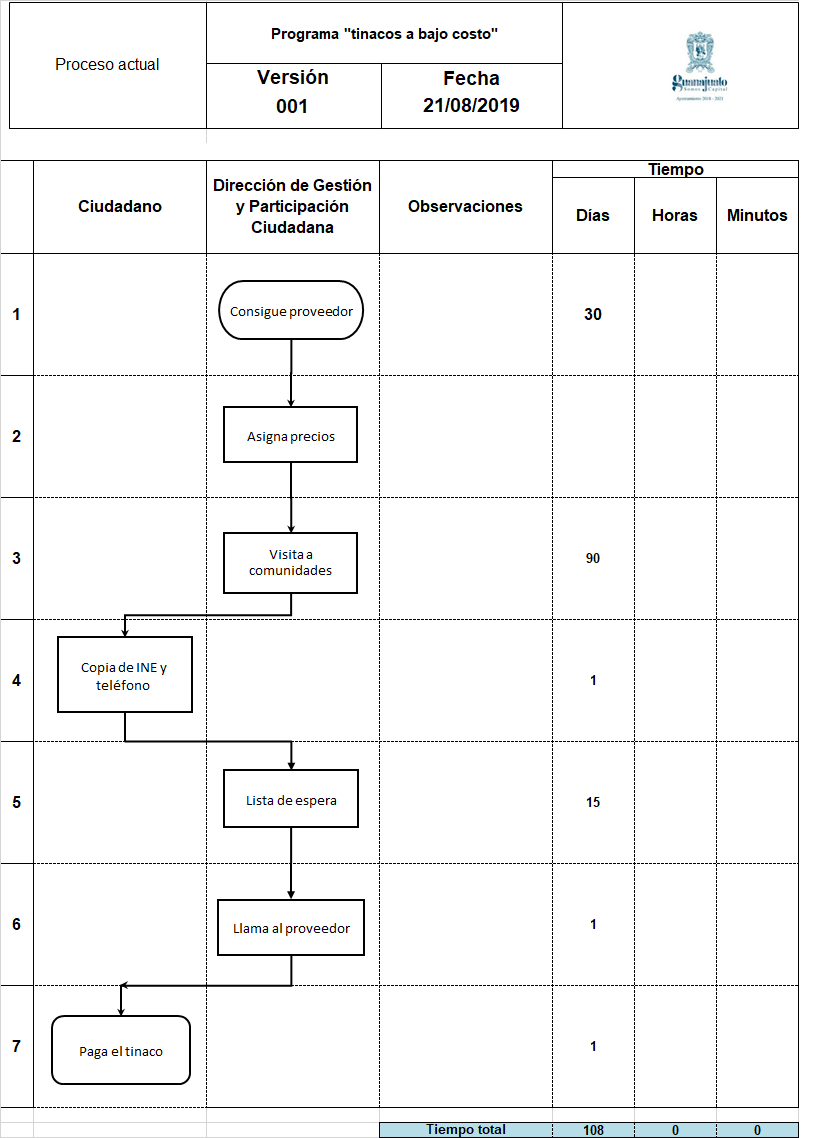 Proceso actual
Programa "tinacos a bajo costo"
Versión
001
Fecha
21/08/2019
Guanajuato
Somos Capital
Ayuntamiento 2018 - 2021
Ciudadano
Dirección de Gestión
y Participación
Ciudadana
Observaciones
Tiempo
Días
Horas
Minutos
1
Consigue proveedor
30
2
Asigna precios
3
Visita a
comunidades
90
4
Copia de INE y
teléfono
1
5
Lista de espera
15
6
Llama al proveedor
1
7
Paga el tinaco
1
Tiempo total
108
0
0